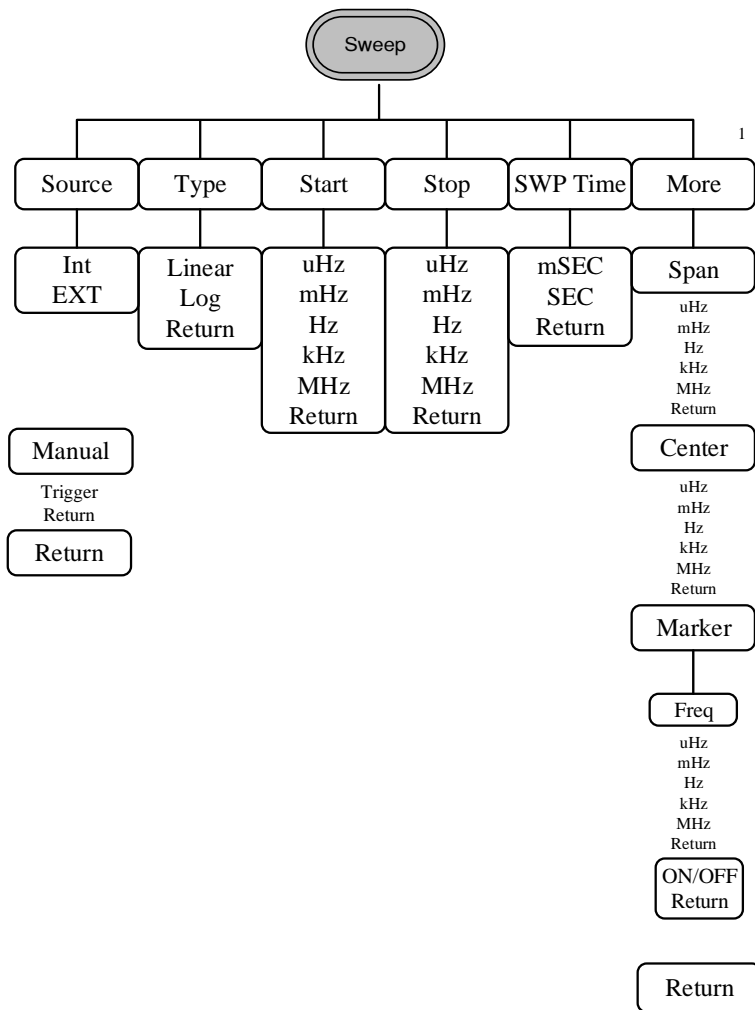 Sweep
1
Source
Type
Start
Stop
SWP Time
More
Int
EXT
Linear
Log
Return
uHz
mHz
Hz
kHz
MHz
Return
uHz
mHz
Hz
kHz
MHz
Return
mSEC
SEC
Return
Span
uHz
mHz
Hz
kHz
MHz
Return
Manual
Trigger
Return
Return
Center
uHz
mHz
Hz
kHz
MHz
Return
Marker
Freq
uHz
mHz
Hz
kHz
MHz
Return
ON/OFF
Return
Return